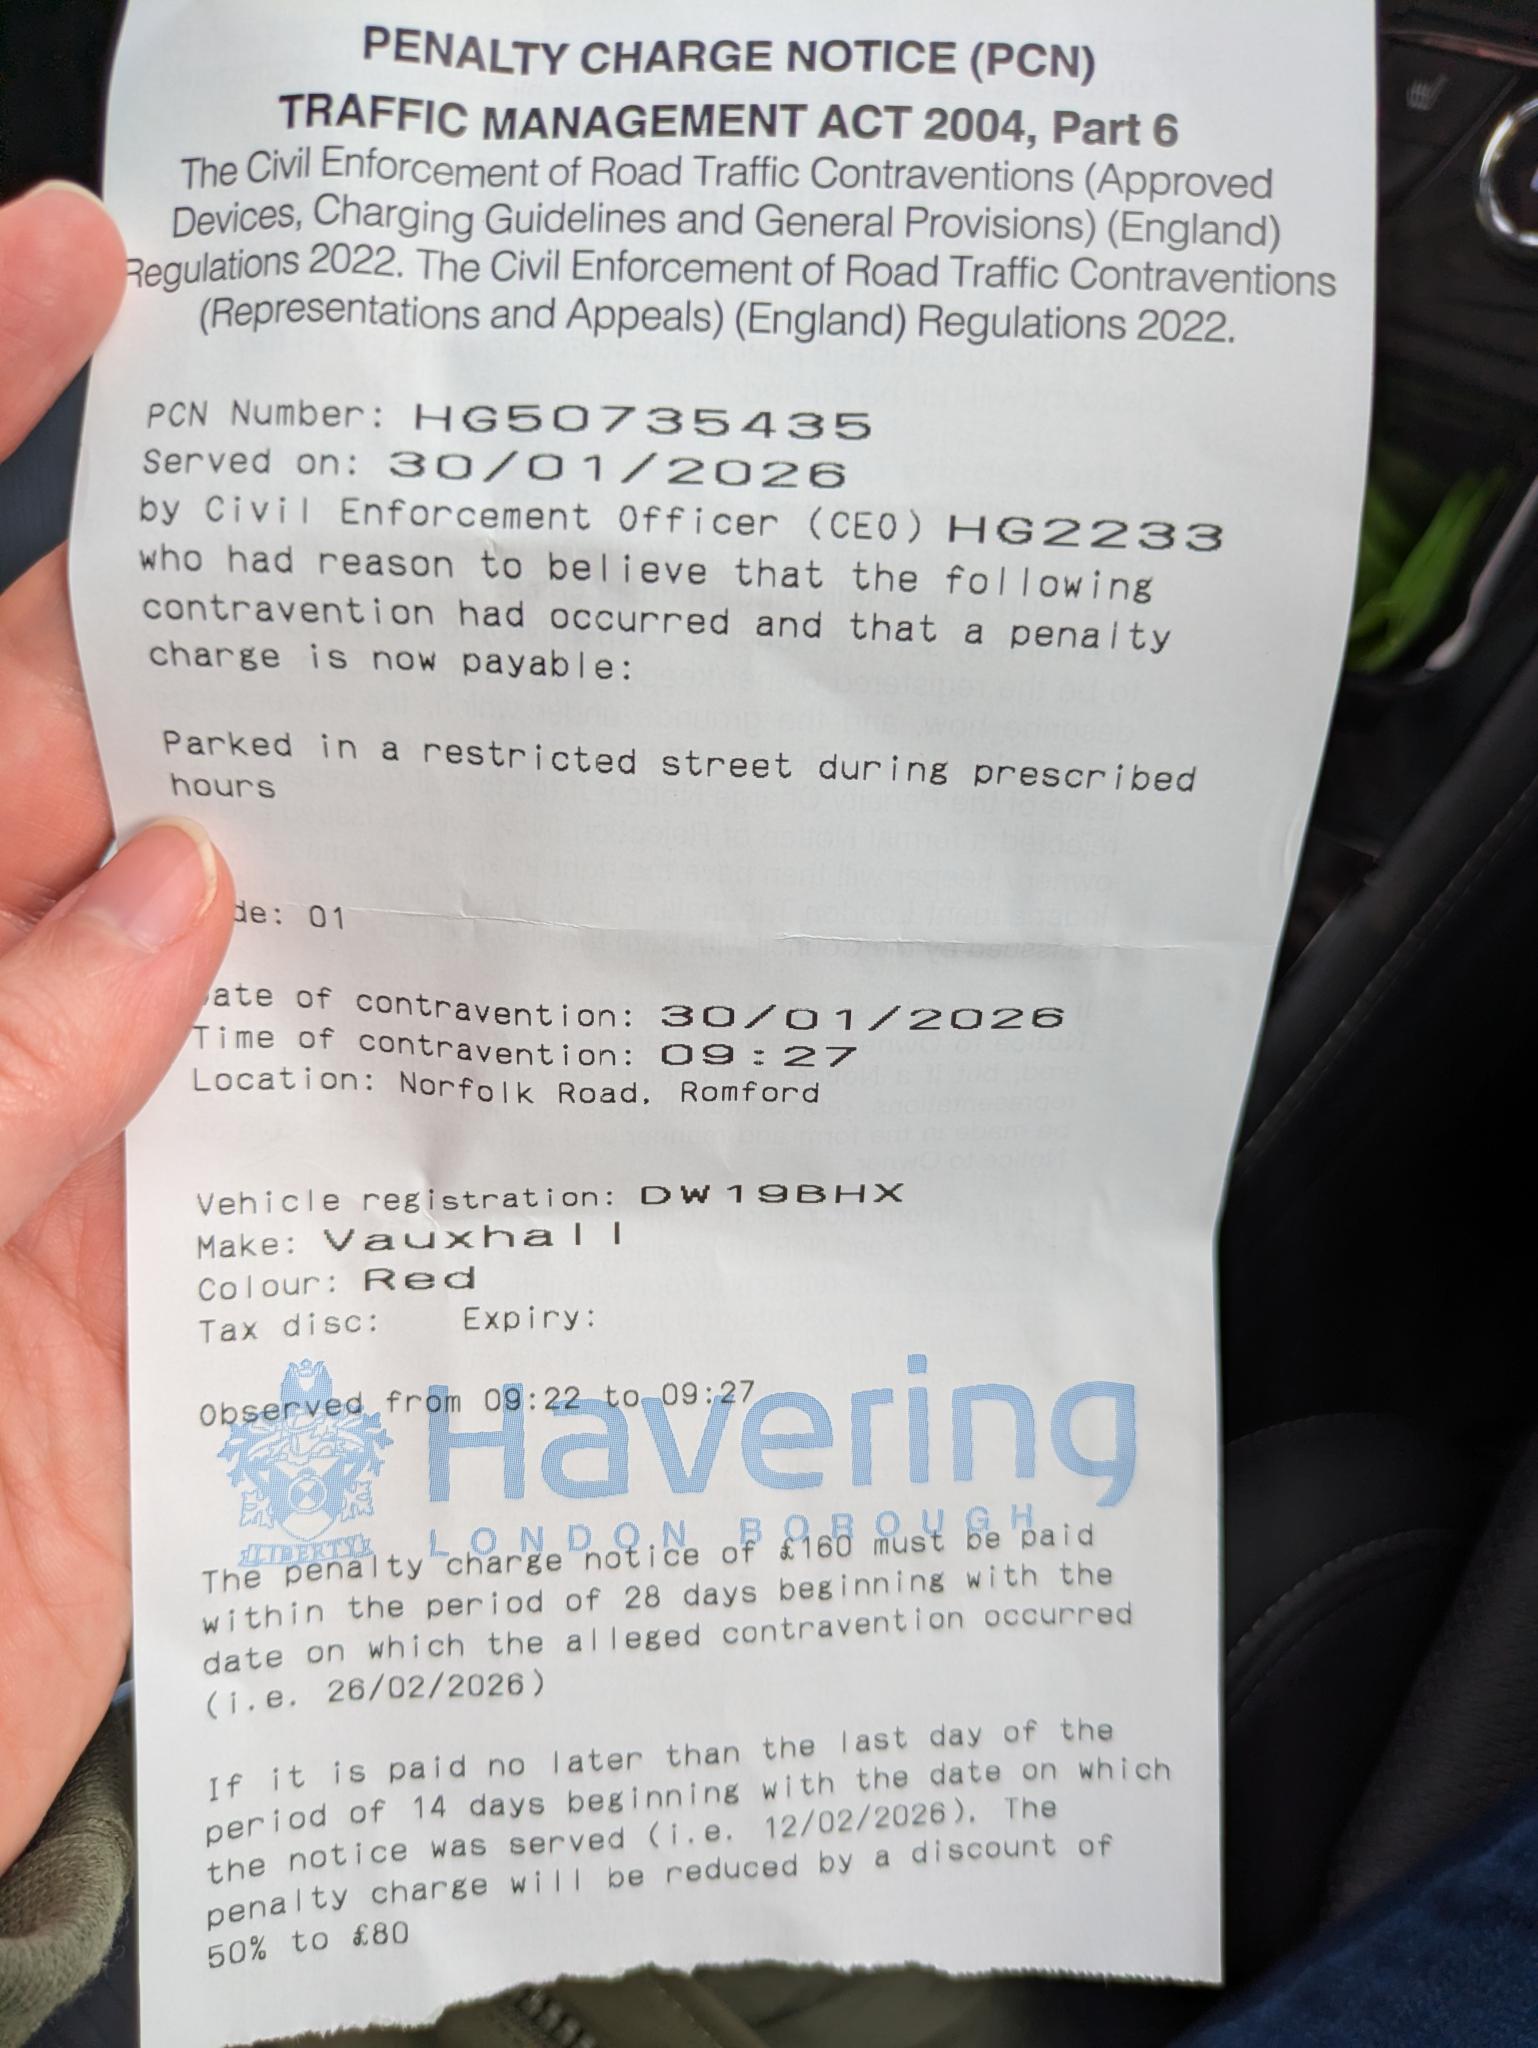 PENALTY CHARGE NOTICE (PCN)
TRAFFIC MANAGEMENT ACT 2004, Part 6
The Civil Enforcement of Road Traffic Contraventions (Approved
Devices, Charging Guidelines and General Provisions) (England)
Regulations 2022. The Civil Enforcement of Road Traffic Contraventions
(Representations and Appeals) (England) Regulations 2022.
PCN Number: HG50735435
Served on: 30/01/2026
by Civil Enforcement Officer (CEO) HG2233
who had reason to believe that the following
contravention had occurred and that a penalty
charge is now payable:
Parked in a restricted street during prescribed
hours
de: 01
ate of contravention: 30/01/2026
Time of contravention: 09:27
Location: Norfolk Road, Romford
Vehicle registration: DW19BHX
Make: Vauxhall
Colour: Red
Tax disc: Expiry:
Observed from 09:22 to 09:27
Havering
LONDON BOROUGH
LIBERTY
The penalty charge notice of £160 must be paid
within the period of 28 days beginning with the
date on which the alleged contravention occurred
(i.e. 26/02/2026)
If it is paid no later than the last day of the
period of 14 days beginning with the date on which
the notice was served (i.e. 12/02/2026). The
penalty charge will be reduced by a discount of
50% to £80